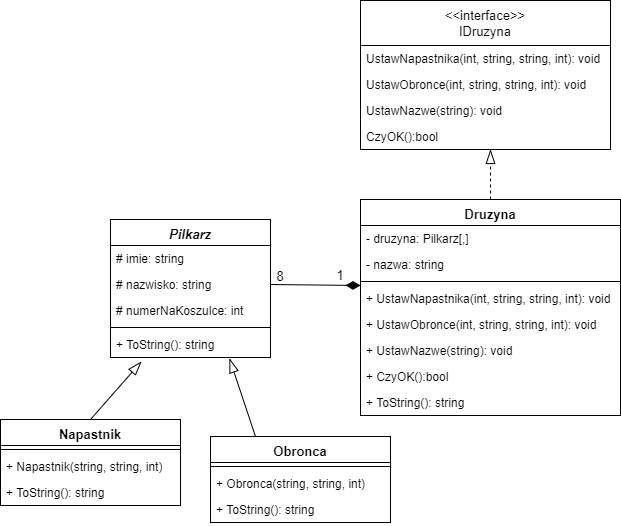 <<interface>>
IDruzyna
UstawNapastnika(int, string, string, int): void
UstawObronce(int, string, string, int): void
UstawNazwe(string): void
CzyOK():bool
Druzyna
- druzyna: Pilkarz[,]
- nazwa: string
+ UstawNapastnika(int, string, string, int): void
+ UstawObronce(int, string, string, int): void
+ UstawNazwe(string): void
+ CzyOK():bool
+ ToString(): string
8
1
Pilkarz
# imie: string
# nazwisko: string
# numerNaKoszulce: int
+ ToString(): string
Napastnik
+ Napastnik(string, string, int)
+ ToString(): string
Obronca
+ Obronca(string, string, int)
+ ToString(): string